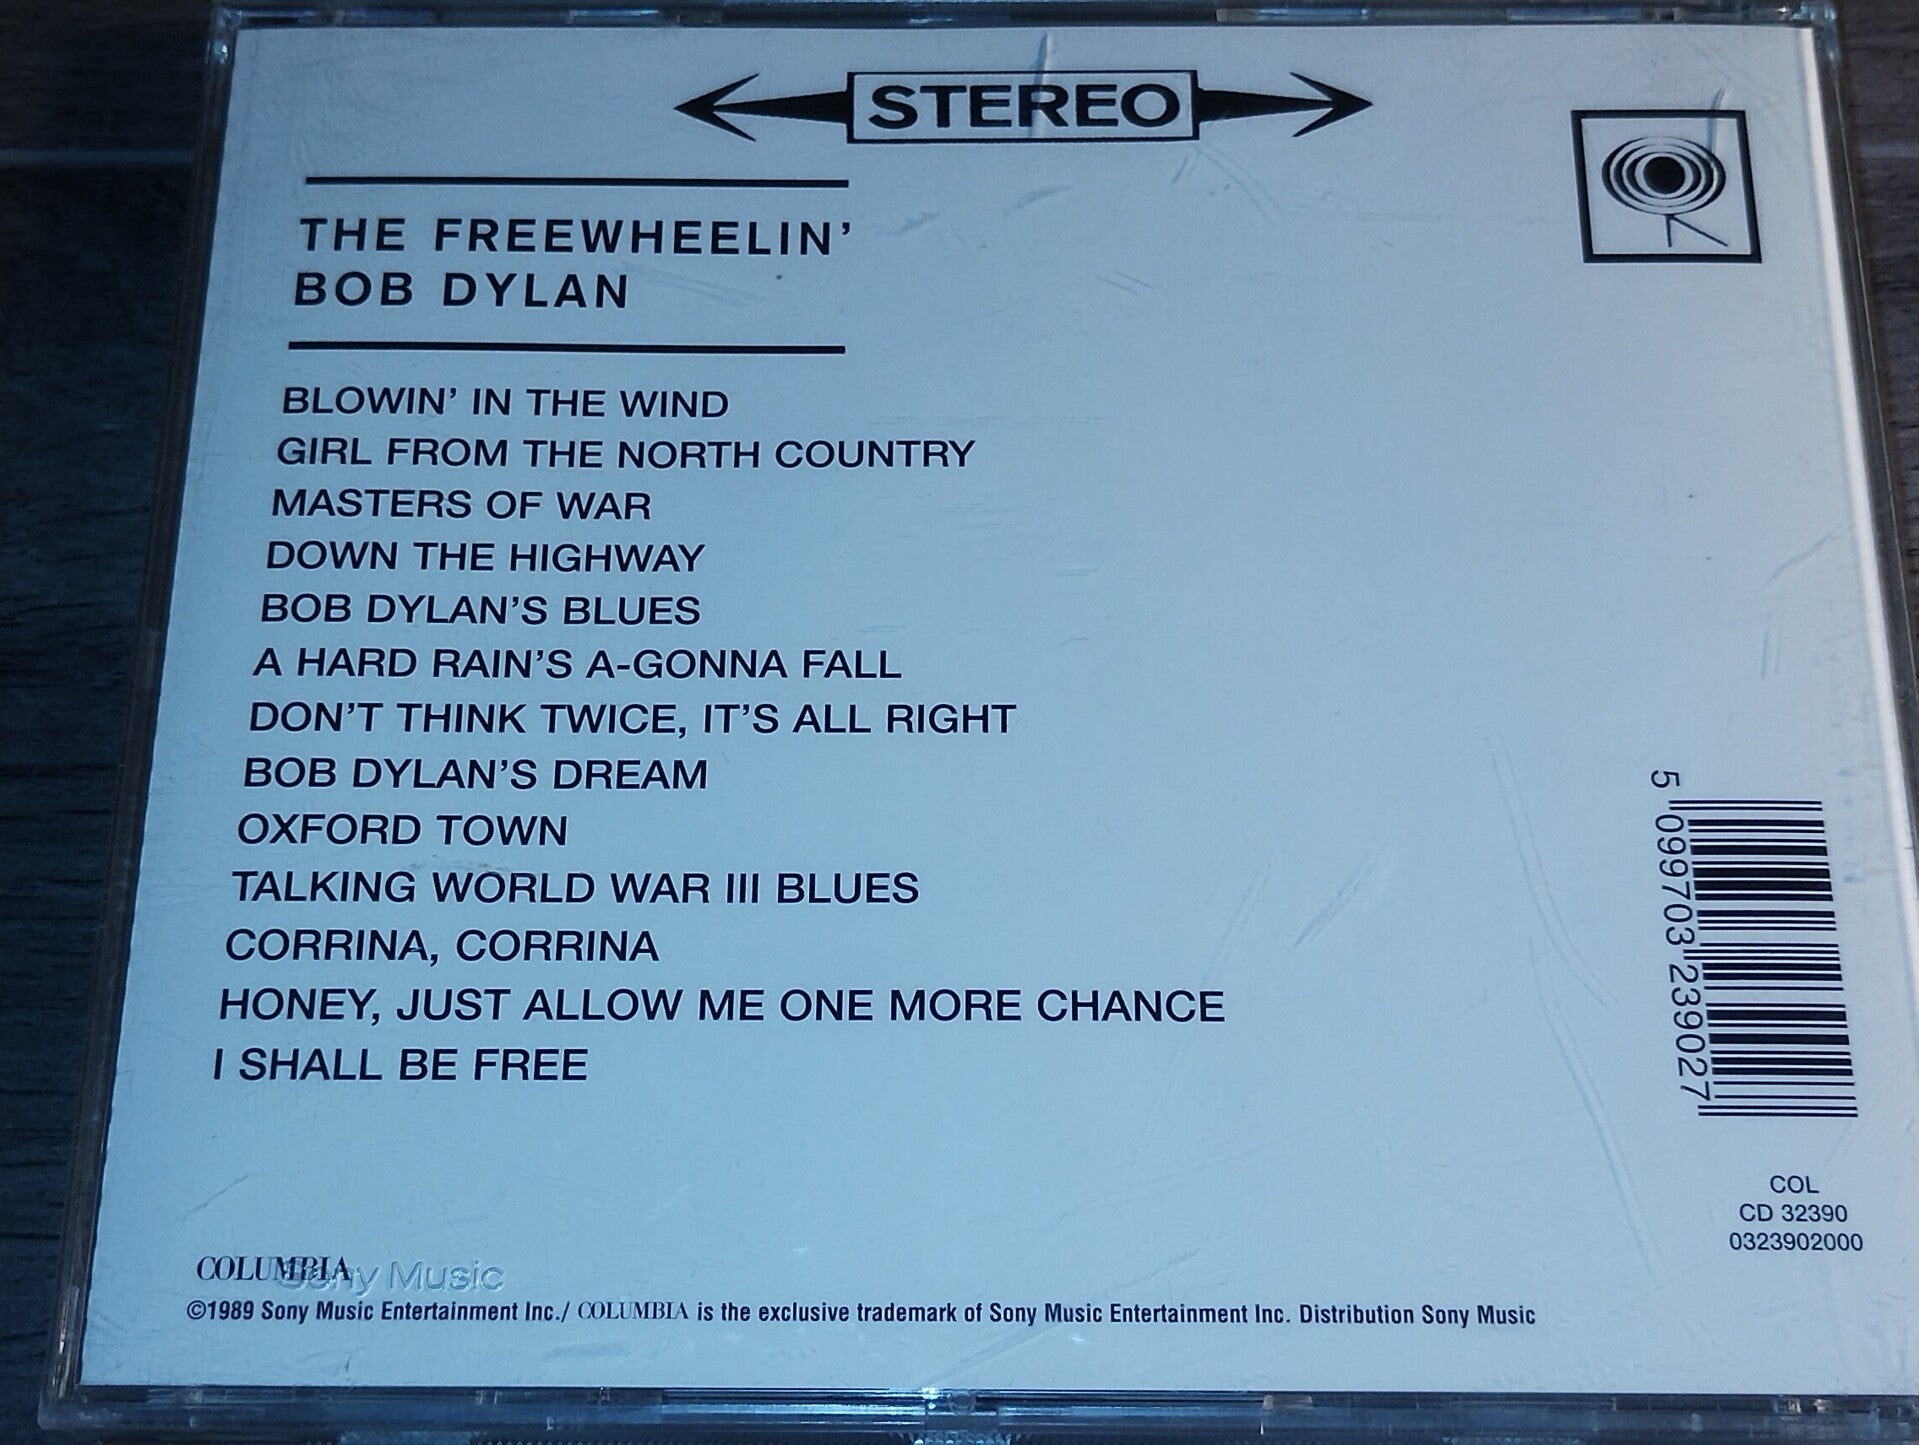 STEREO
THE FREEWHEELIN’
BOB DYLAN
BLOWIN’ IN THE WIND
GIRL FROM THE NORTH COUNTRY
MASTERS OF WAR
DOWN THE HIGHWAY
BOB DYLAN’S BLUES
A HARD RAIN’S A-GONNA FALL
DON’T THINK TWICE, IT’S ALL RIGHT
BOB DYLAN’S DREAM
OXFORD TOWN
TALKING WORLD WAR III BLUES
CORRINA, CORRINA
HONEY, JUST ALLOW ME ONE MORE CHANCE
I SHALL BE FREE
5 099703 239027
COL
CD 32390
0323902000
COLUMBIA
Sony Music
©1989 Sony Music Entertainment Inc./ COLUMBIA is the exclusive trademark of Sony Music Entertainment Inc. Distribution Sony Music